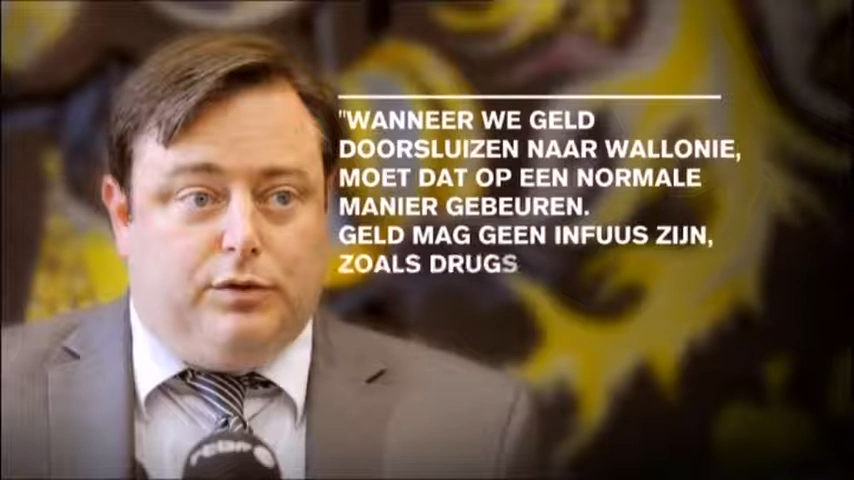 "WANNEER WE GELD
DOORSLUIZEN NAAR WALLONIE,
MOET DAT OP EEN NORMALE
MANIER GEBEUREN.
GELD MAG GEEN INFUUS ZIJN,
ZOALS DRUGS